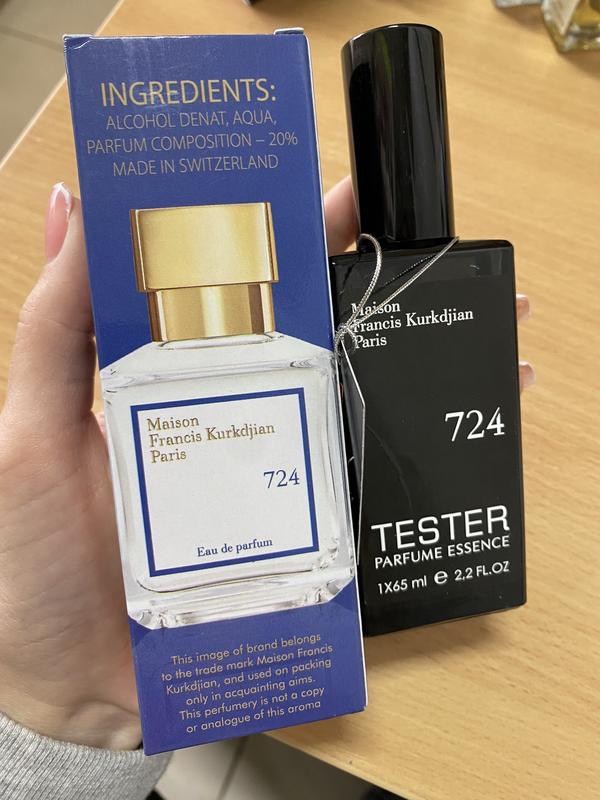 INGREDIENTS:
ALCOHOL DENAT, AQUA,
PARFUM COMPOSITION – 20%
MADE IN SWITZERLAND
Maison
Francis Kurkdjian
Paris
724
Eau de parfum
This image of brand belongs
to the trade mark Maison Francis
Kurkdjian, and used on packing
only in acquainting aims.
This perfumery is not a copy
or analogue of this aroma
Maison
Francis Kurkdjian
Paris
724
TESTER
PARFUME ESSENCE
1X65 ml e 2,2 FL.OZ